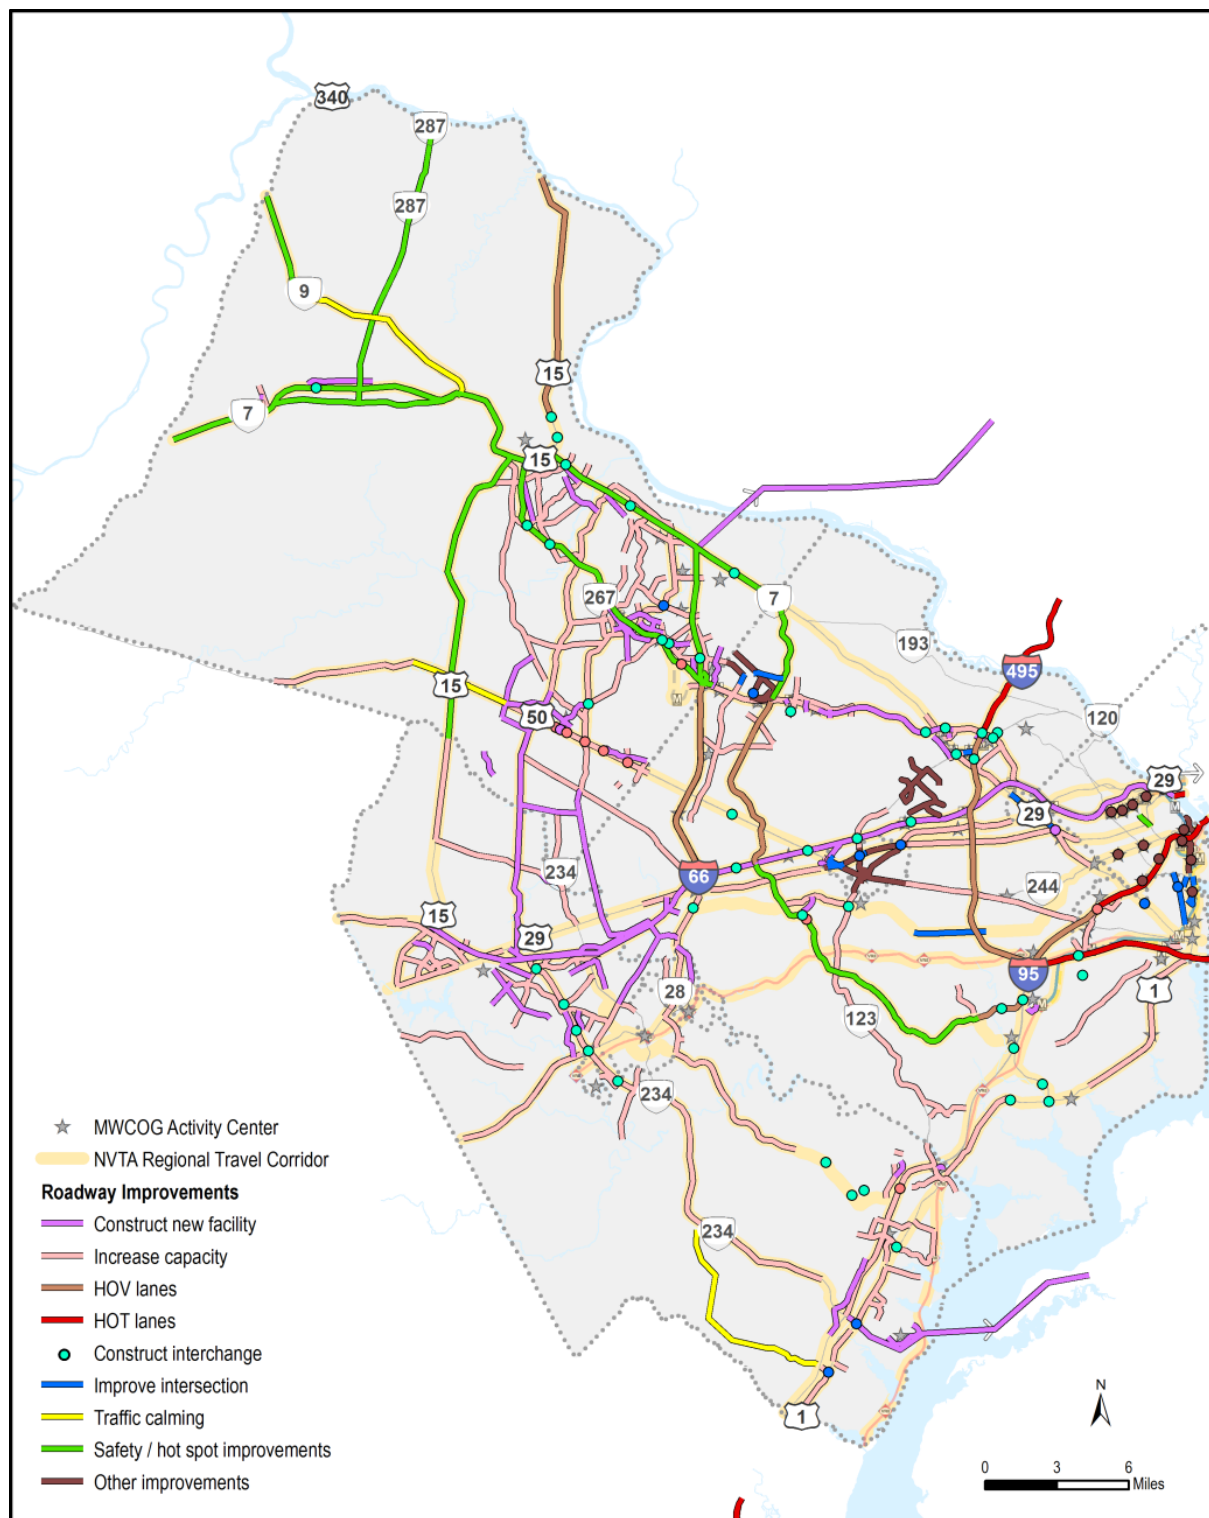 340
287
287
9
15
7
15
267
7
193
495
15
50
120
29
29
234
66
244
15
29
95
28
1
123
234
234
1
MWCOG Activity Center
NVTA Regional Travel Corridor
Roadway Improvements
Construct new facility
Increase capacity
HOV lanes
HOT lanes
Construct interchange
Improve intersection
Traffic calming
Safety / hot spot improvements
Other improvements
N
0 3 6
Miles